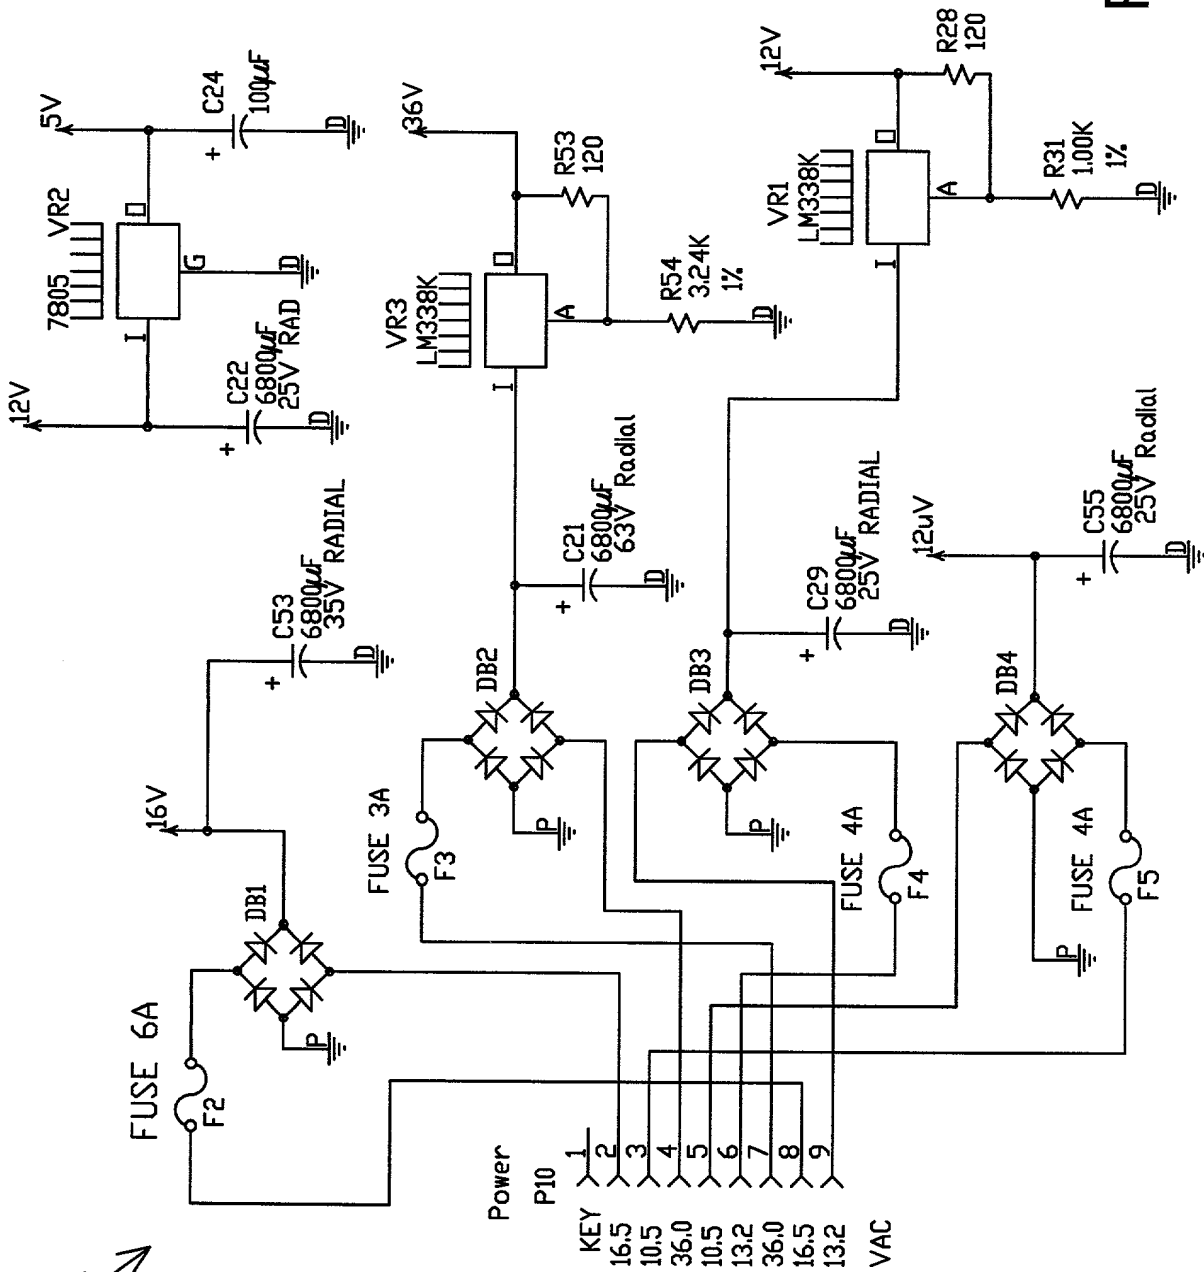 Power
P10
KEY 1
16.5 2
10.5 3
36.0 4
10.5 5
13.2 6
36.0 7
16.5 8
13.2 9
VAC
FUSE 6A
F2
DB1
P
16V
C53
6800µF
35V RADIAL
+
D
12V
C22
6800µF
25V RAD
+
D
7805 VR2
I
O
G
D
5V
C24
100µF
+
D
FUSE 3A
F3
DB2
P
C21
6800µF
63V Radial
+
D
VR3
LM338K
I
O
A
36V
R53
120
R54
3.24K
1%
D
FUSE 4A
F4
DB3
P
C29
6800µF
25V RADIAL
+
D
VR1
LM338K
I
O
A
12V
R28
120
R31
1.00K
1%
D
FUSE 4A
F5
DB4
P
12uV
C55
6800µF
25V Radial
+
D